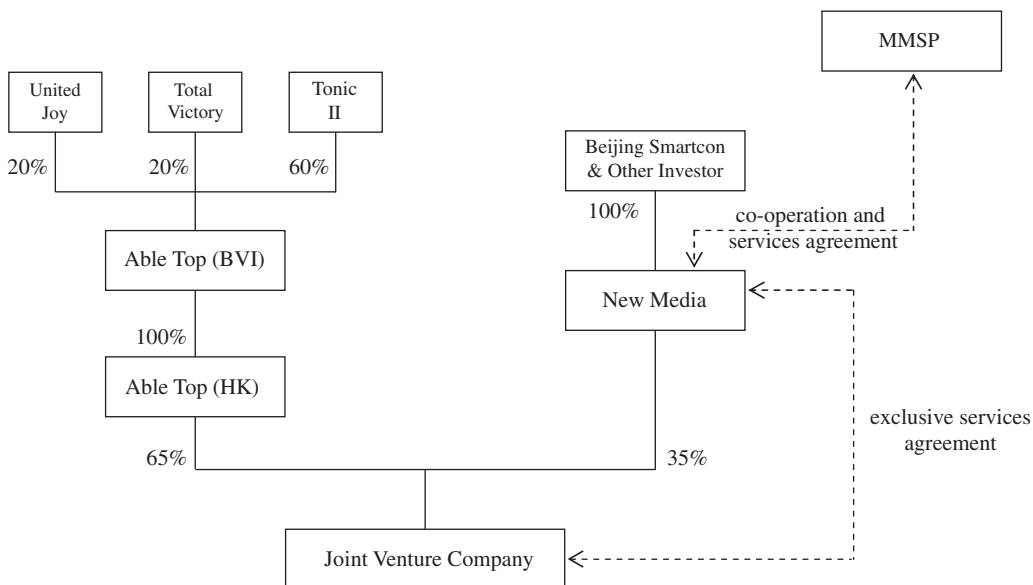 MMSP
United
Joy
Total
Victory
Tonic
II
20%
20%
60%
Beijing Smartcon
& Other Investor
100%
co-operation and
services agreement
Able Top (BVI)
New Media
100%
Able Top (HK)
exclusive services
agreement
65%
35%
Joint Venture Company